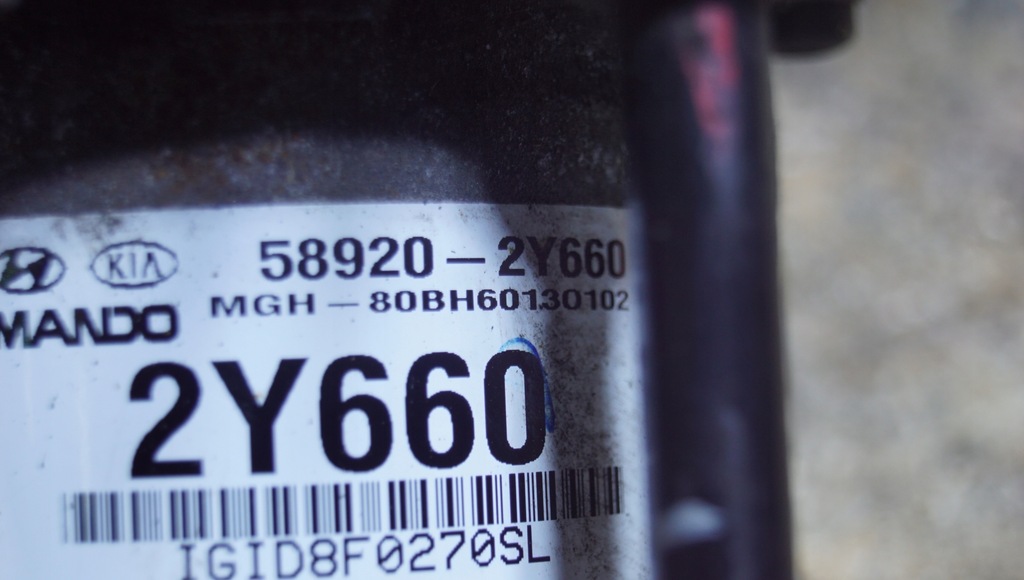 KIA 58920 - 2Y660
MANDO MGH - 80BH60130102
2Y660
IGID8F0270SL